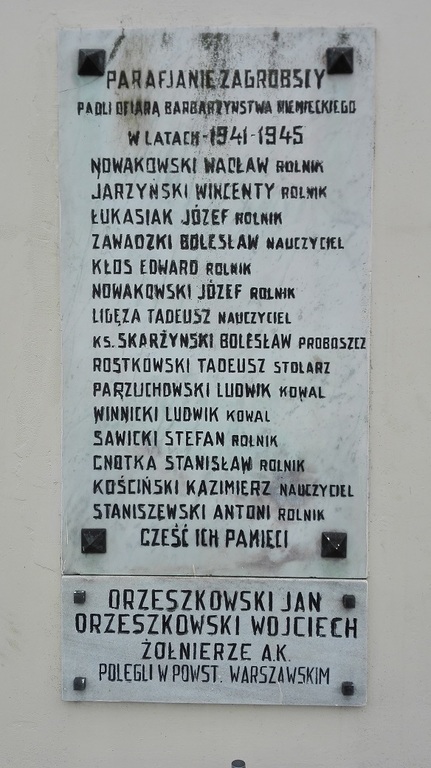 PARAFJANIE ZAGROBSCY
PADLI OFIARĄ BARBARZYŃSTWA NIEMIECKIEGO
W LATACH-1941-1945
NOWAKOWSKI WACŁAW ROLNIK
JARZYŃSKI WINCENTY ROLNIK
ŁUKASIAK JÓZEF ROLNIK
ZAWADZKI BOLESŁAW NAUCZYCIEL
KŁOS EDWARD ROLNIK
NOWAKOWSKI JÓZEF ROLNIK
LIGĘZA TADEUSZ NAUCZYCIEL
KS. SKARŻYŃSKI BOLESŁAW PROBOSZCZ
ROSTKOWSKI TADEUSZ STOLARZ
PARZUCHOWSKI LUDWIK KOWAL
WINNICKI LUDWIK KOWAL
SAWICKI STEFAN ROLNIK
GNOTKA STANISŁAW ROLNIK
KOŚCIŃSKI KAZIMIERZ NAUCZYCIEL
STANISZEWSKI ANTONI ROLNIK
CZEŚĆ ICH PAMIĘCI
ORZESZKOWSKI JAN
ORZESZKOWSKI WOJCIECH
ŻOŁNIERZE A.K.
POLEGLI W POWST. WARSZAWSKIM